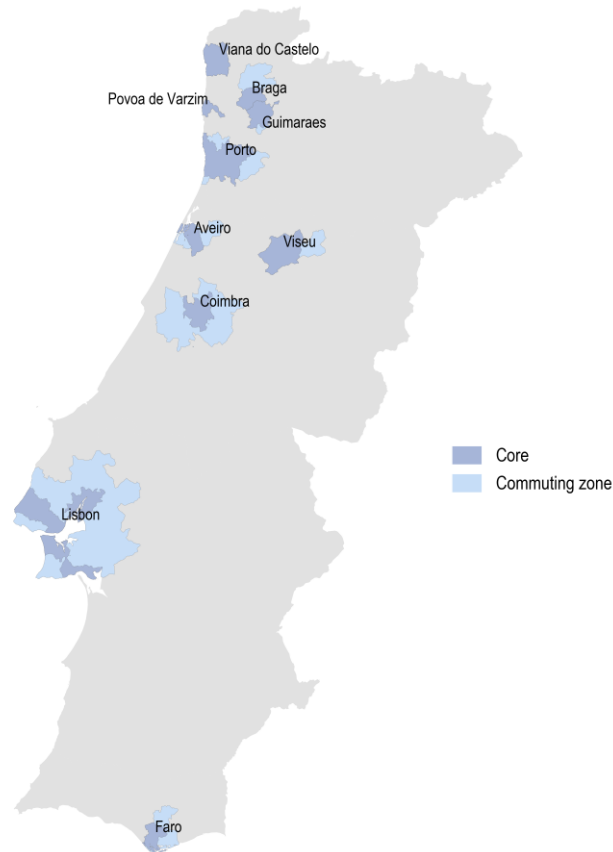 Viana do Castelo
Braga
Povoa de Varzim
Guimaraes
Porto
Aveiro
Viseu
Coimbra
Core
Commuting zone
Lisbon
Faro